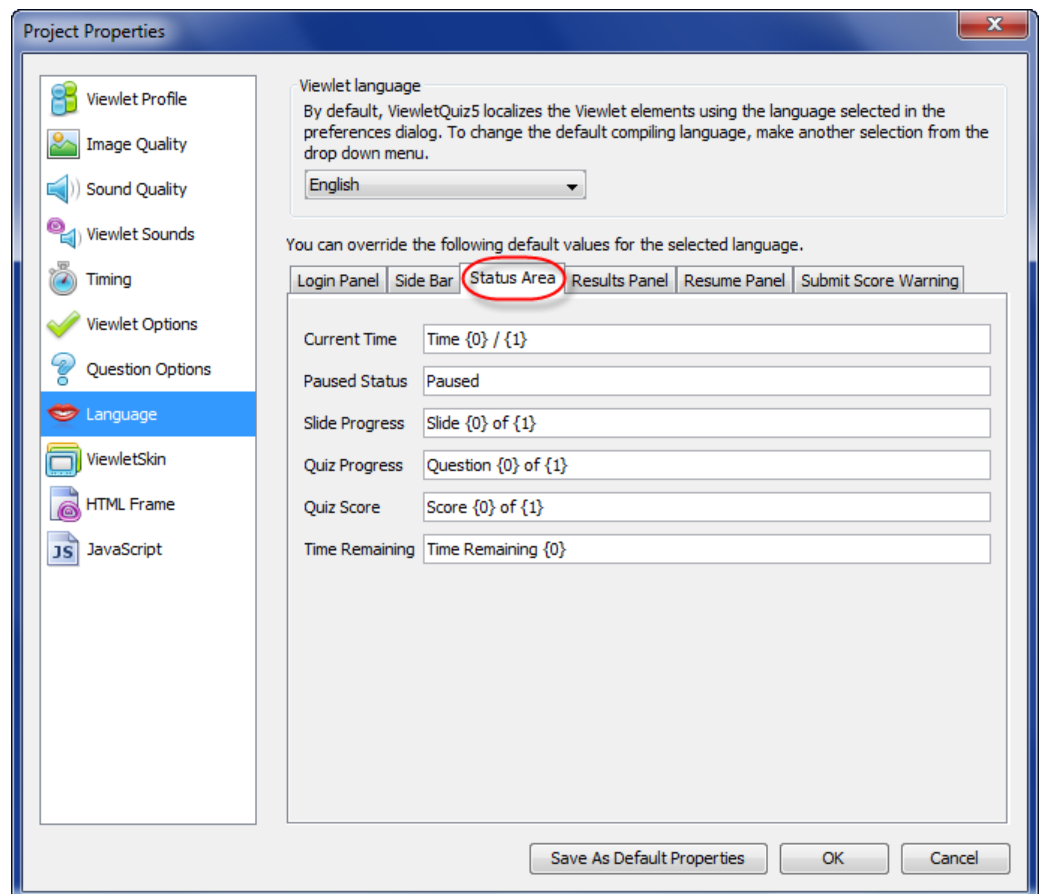 Project Properties
Viewlet Profile
Image Quality
Sound Quality
Viewlet Sounds
Timing
Viewlet Options
Question Options
Language
ViewletSkin
HTML Frame
JS JavaScript
Viewlet language
By default, ViewletQuiz5 localizes the Viewlet elements using the language selected in the
preferences dialog. To change the default compiling language, make another selection from the
drop down menu.
English
You can override the following default values for the selected language.
Login Panel Side Bar Status Area Results Panel Resume Panel Submit Score Warning
Current Time Time {0} / {1}
Paused Status Paused
Slide Progress Slide {0} of {1}
Quiz Progress Question {0} of {1}
Quiz Score Score {0} of {1}
Time Remaining Time Remaining {0}
Save As Default Properties OK Cancel